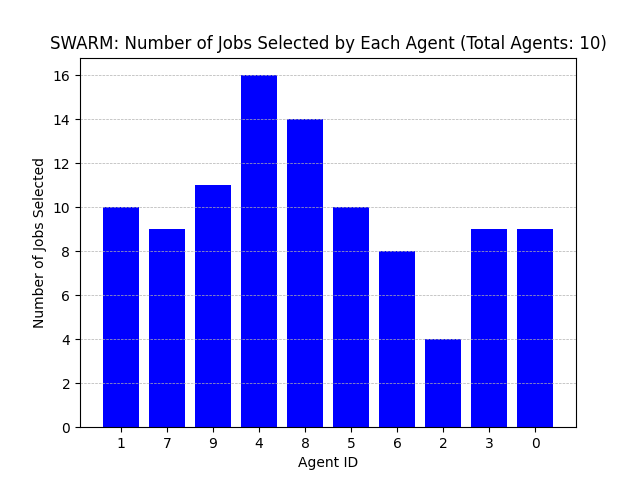 SWARM: Number of Jobs Selected by Each Agent (Total Agents: 10)
16
14
12
10
8
6
4
2
0
Number of Jobs Selected
1 7 9 4 8 5 6 2 3 0
Agent ID